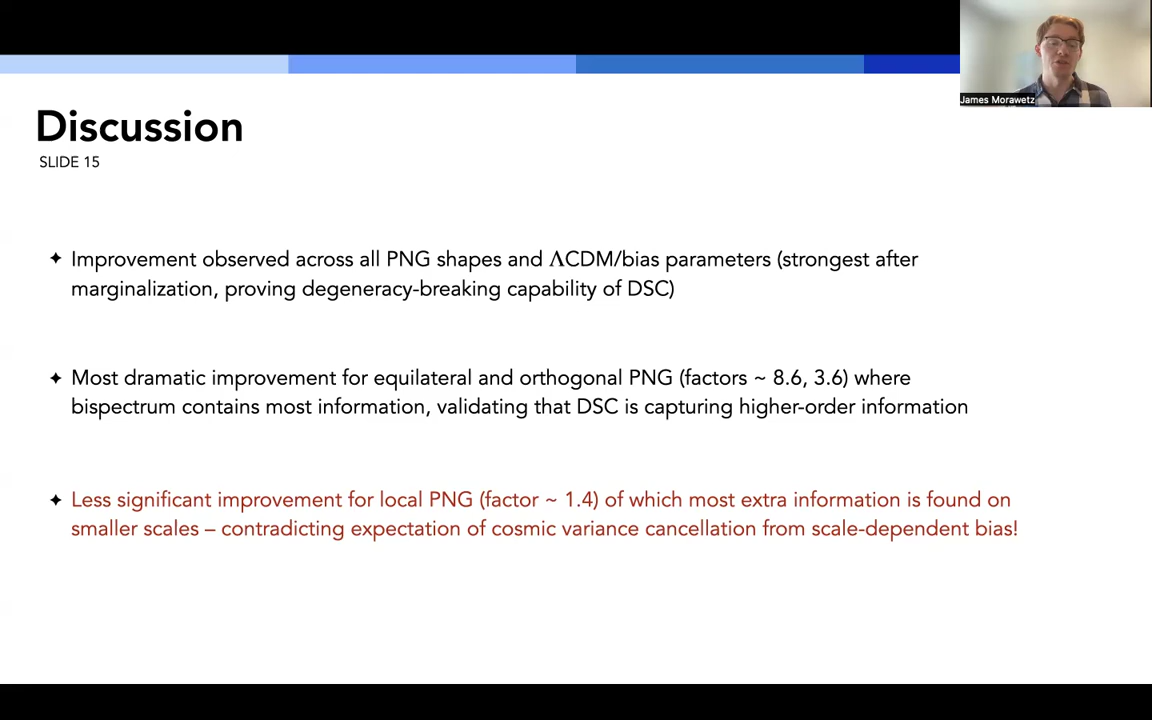 James Morawetz
Discussion
SLIDE 15
✦ Improvement observed across all PNG shapes and ΛCDM/bias parameters (strongest after
marginalization, proving degeneracy-breaking capability of DSC)
✦ Most dramatic improvement for equilateral and orthogonal PNG (factors ~ 8.6, 3.6) where
bispectrum contains most information, validating that DSC is capturing higher-order information
✦ Less significant improvement for local PNG (factor ~ 1.4) of which most extra information is found on
smaller scales – contradicting expectation of cosmic variance cancellation from scale-dependent bias!